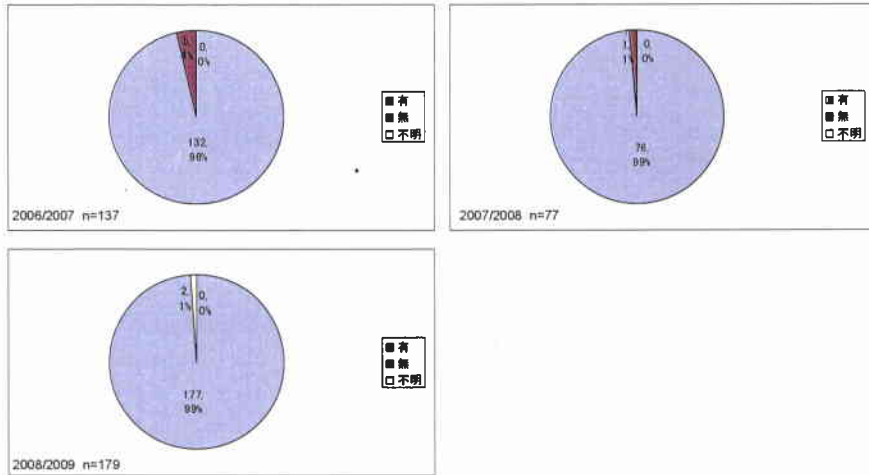 5,
4%
0,
0%
132,
96%
有
無
不明
2006/2007 n=137
1,
1%
0,
0%
76,
99%
有
無
不明
2007/2008 n=77
2,
1%
0,
0%
177,
99%
有
無
不明
2008/2009 n=179